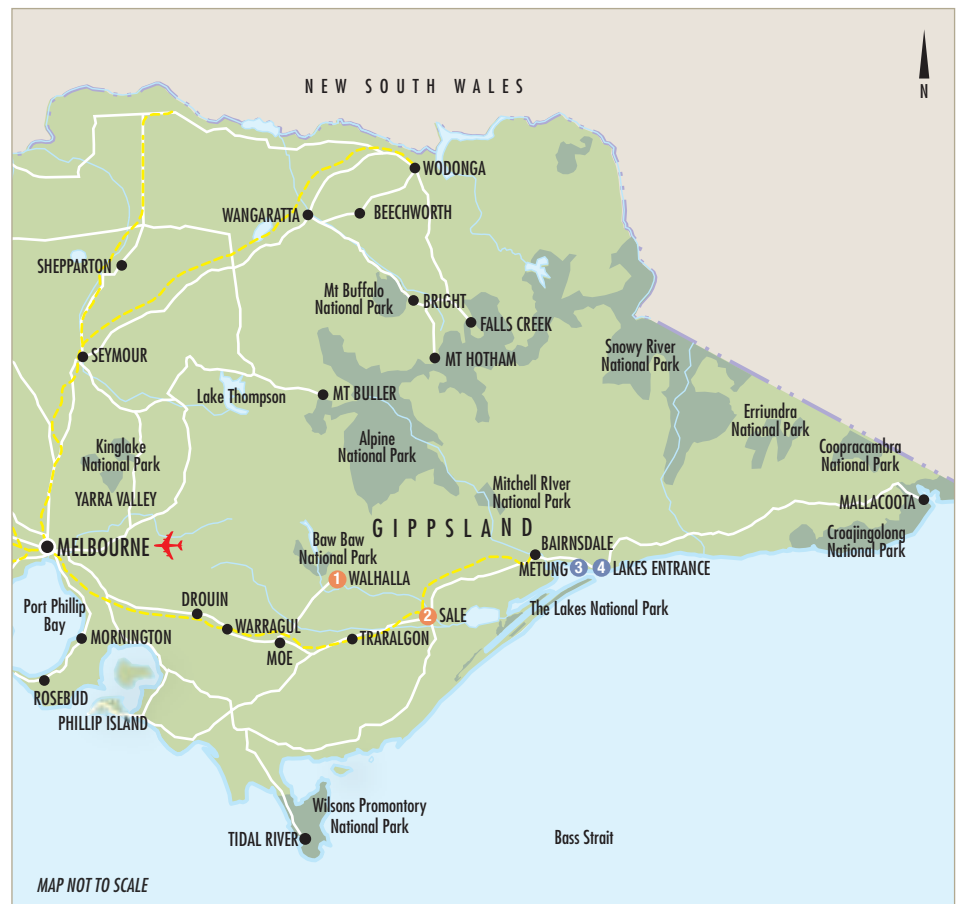 NEW SOUTH WALES
N
WODONGA
WANGARATTA
BEECHWORTH
SHEPPARTON
Mt Buffalo
National Park
BRIGHT
FALLS CREEK
SEYMOUR
MT HOTHAM
Snowy River
National Park
Lake Thompson
MT BULLER
Erriundra
National Park
Alpine
National Park
Kinglake
National Park
Coopracambra
National Park
YARRA VALLEY
Mitchell RIver
National Park
MALLACOOTA
GIPPSLAND
Croajingolong
National Park
MELBOURNE
Baw Baw
National Park
BAIRNSDALE
1 WALHALLA
METUNG 3
4 LAKES ENTRANCE
Port Phillip
Bay
DROUIN
The Lakes National Park
WARRAGUL
2 SALE
MORNINGTON
TRARALGON
MOE
ROSEBUD
PHILLIP ISLAND
Wilsons Promontory
National Park
TIDAL RIVER
Bass Strait
MAP NOT TO SCALE